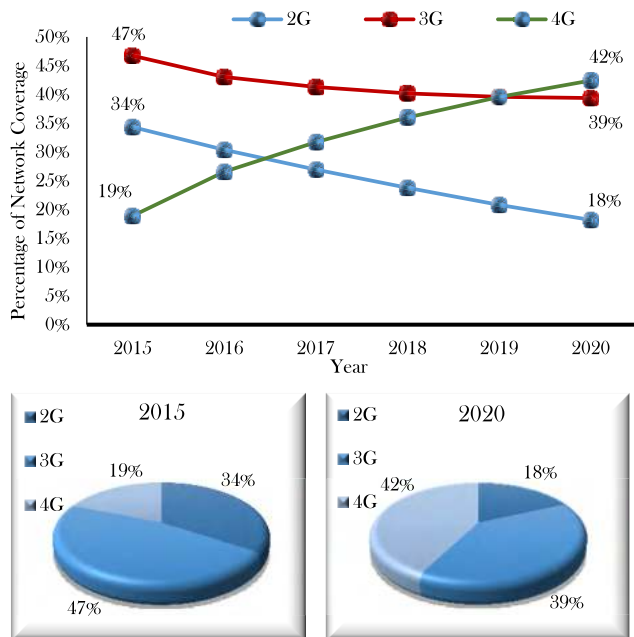 2G 3G 4G
Percentage of Network Coverage
50%
45%
40%
35%
30%
25%
20%
15%
10%
5%
0%
47%
34%
19%
42%
39%
18%
2015 2016 2017 2018 2019 2020
Year
2015
2G
3G
4G
19%
34%
47%
2020
2G
3G
4G
42%
18%
39%